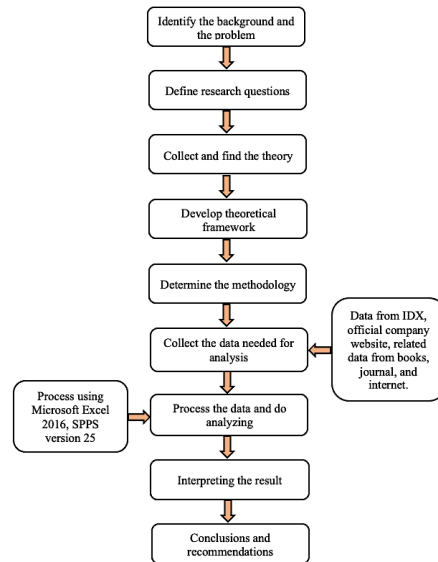 Identify the background and
the problem
Define research questions
Collect and find the theory
Develop theoretical
framework
Determine the methodology
Collect the data needed for
analysis
Data from IDX,
official company
website, related
data from books,
journal, and
internet.
Process using
Microsoft Excel
2016, SPPS
version 25
Process the data and do
analyzing
Interpreting the result
Conclusions and
recommendations